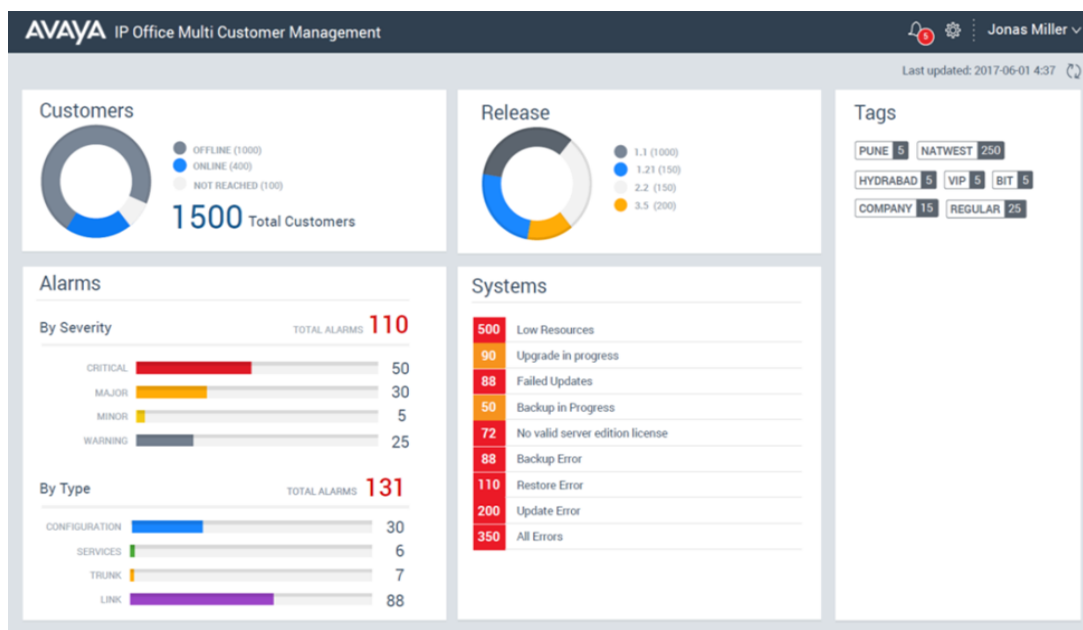 AVAYA IP Office Multi Customer Management
5
Jonas Miller
Last updated: 2017-06-01 4:37
Customers
OFFLINE (1000)
ONLINE (400)
NOT REACHED (100)
1500 Total Customers
Release
1.1 (1000)
1.21 (150)
2.2 (150)
3.5 (200)
Tags
PUNE 5 NATWEST 250
HYDRABAD 5 VIP 5 BIT 5
COMPANY 15 REGULAR 25
Alarms
By Severity TOTAL ALARMS 110
CRITICAL 50
MAJOR 30
MINOR 5
WARNING 25
By Type TOTAL ALARMS 131
CONFIGURATION 30
SERVICES 6
TRUNK 7
LINK 88
Systems
500 Low Resources
90 Upgrade in progress
88 Failed Updates
50 Backup in Progress
72 No valid server edition license
88 Backup Error
110 Restore Error
200 Update Error
350 All Errors